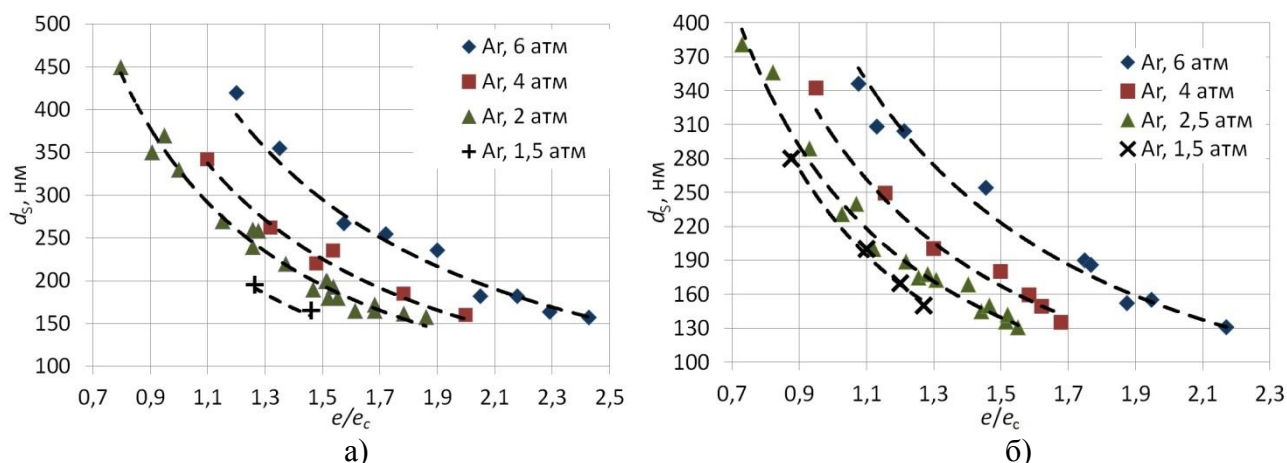 500
450
400
350
300
250
200
150
100
d_S, нм
Ar, 6 атм
Ar, 4 атм
Ar, 2 атм
Ar, 1,5 атм
0,7 0,9 1,1 1,3 1,5 1,7 1,9 2,1 2,3 2,5
e/e_c
а)
400
370
340
310
280
250
220
190
160
130
100
d_S, нм
Ar, 6 атм
Ar, 4 атм
Ar, 2,5 атм
Ar, 1,5 атм
0,7 0,9 1,1 1,3 1,5 1,7 1,9 2,1 2,3
e/e_c
б)